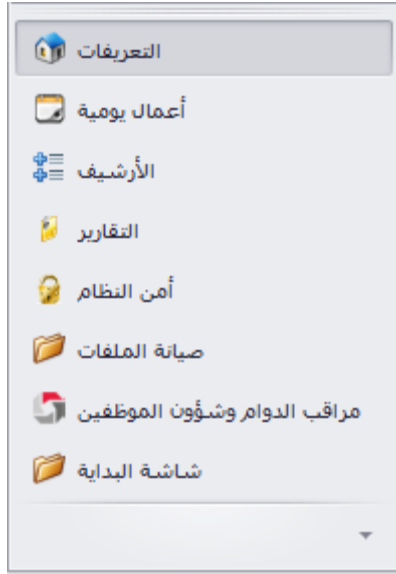 التعريفات
أعمال يومية
الأرشيف
التقارير
أمن النظام
صيانة الملفات
مراقب الدوام وشؤون الموظفين
شاشة البداية